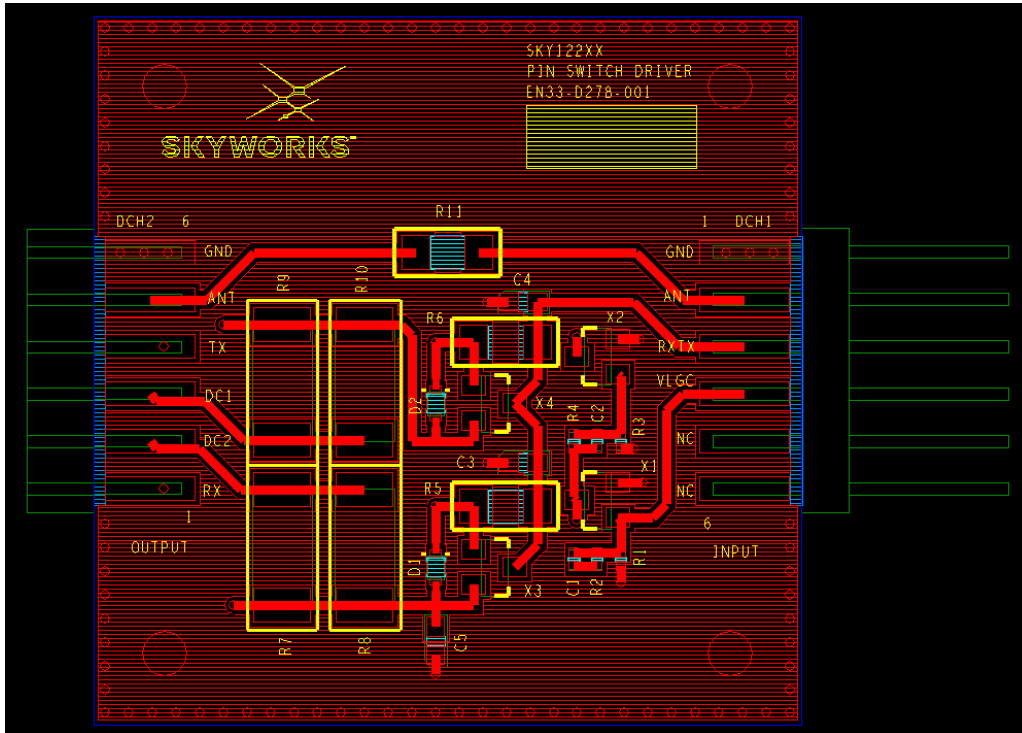 SKY122XX
PIN SWITCH DRIVER
EN33-D278-001
SKYWORKS
R11
DCH2 6
1 DCH1
GND
GND
R9
R10
C4
ANT
ANT
R6
X2
TX
RXTX
VLGC
DC1
D2
X4
R4
C2
R3
DC2
C3
X1
NC
RX
R5
NC
1
6
OUTPUT
INPUT
D1
X3
C1
R2
R1
R7
R8
C5